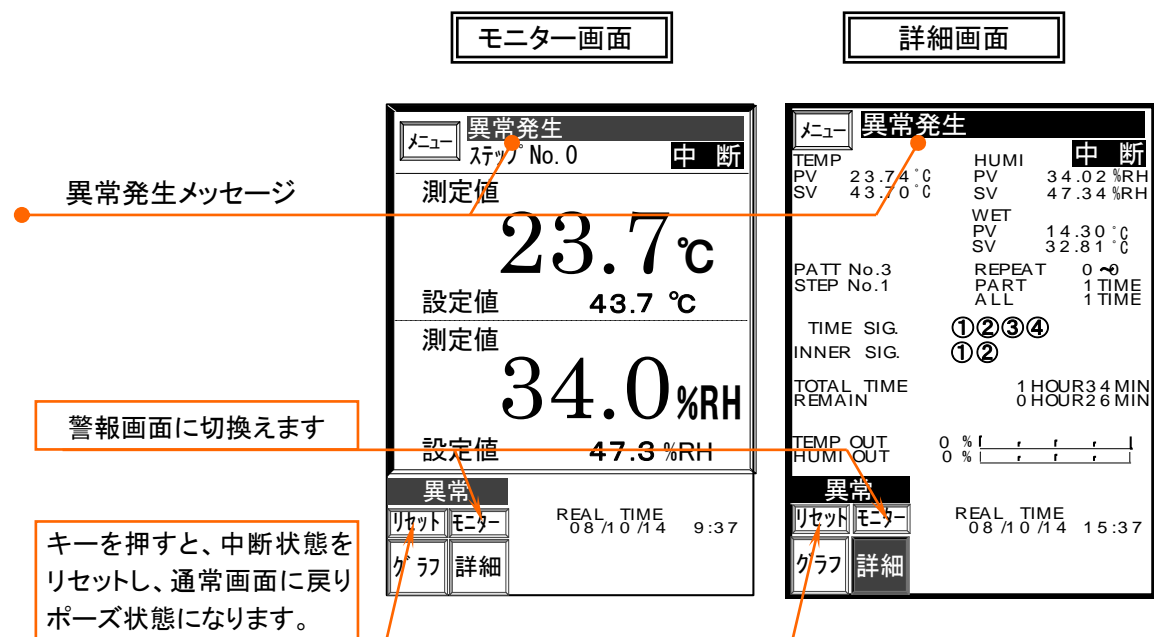 モニター画面
詳細画面
異常発生メッセージ
警報画面に切換えます
キーを押すと、中断状態を
リセットし、通常画面に戻り
ポーズ状態になります。
メニュー
異常発生
ステップ No. 0
中 断
測定値
23.7℃
設定値 43.7 ℃
測定値
34.0%RH
設定値 47.3 %RH
異常
リセット モニター
グラフ 詳細
REAL TIME
08/10/14 9:37
メニュー
異常発生
中 断
TEMP HUMI
PV 23.74℃ PV 34.02%RH
SV 43.70℃ SV 47.34%RH
WET
PV 14.30℃
SV 32.81℃
PATT No.3 REPEAT 0~0
STEP No.1 PART 1 TIME
ALL 1 TIME
TIME SIG. ①②③④
INNER SIG. ①②
TOTAL TIME 1 HOUR34 MIN
REMAIN 0 HOUR26 MIN
TEMP OUT 0 %
HUMI OUT 0 %
異常
リセット モニター
グラフ 詳細
REAL TIME
08/10/14 15:37